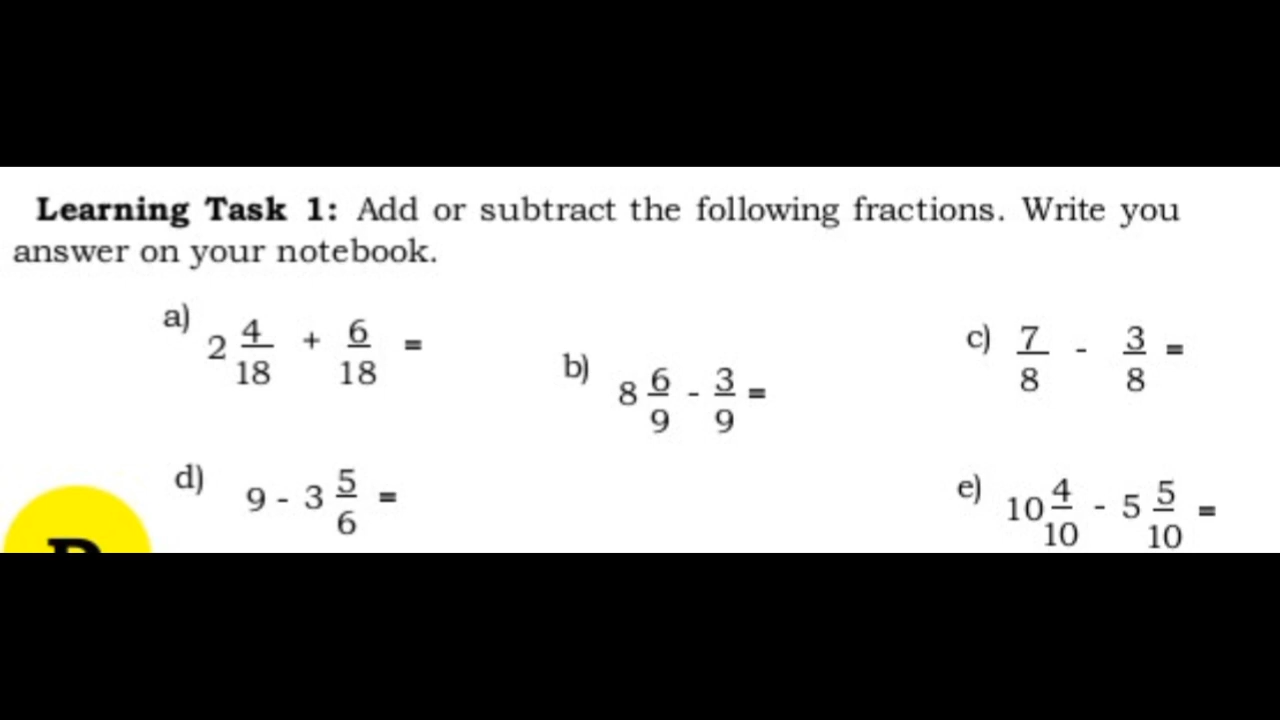 Learning Task 1: Add or subtract the following fractions. Write you
answer on your notebook.
a) 2 4/18 + 6/18 =
b) 8 6/9 - 3/9 =
c) 7/8 - 3/8 =
d) 9 - 3 5/6 =
e) 10 4/10 - 5 5/10 =